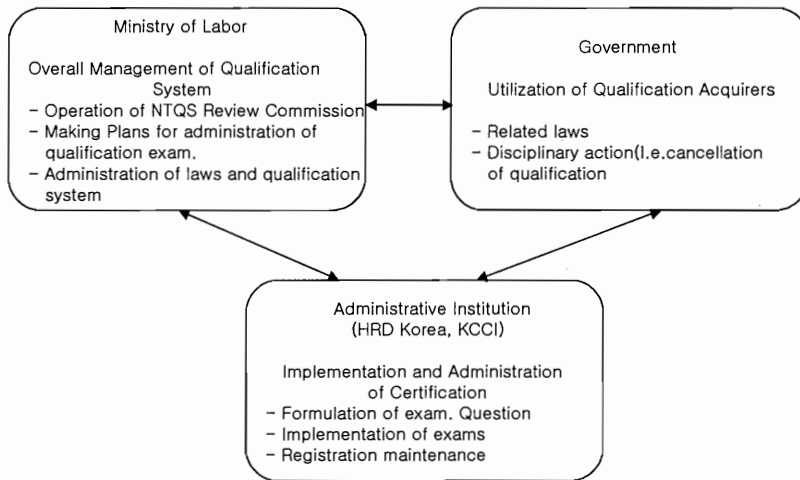 Ministry of Labor
Overall Management of Qualification
System
- Operation of NTQS Review Commission
- Making Plans for administration of
qualification exam.
- Administration of laws and qualification
system
Government
Utilization of Qualification Acquirers
- Related laws
- Disciplinary action(I.e.cancellation
of qualification
Administrative Institution
(HRD Korea, KCCI)
Implementation and Administration
of Certification
- Formulation of exam. Question
- Implementation of exams
- Registration maintenance